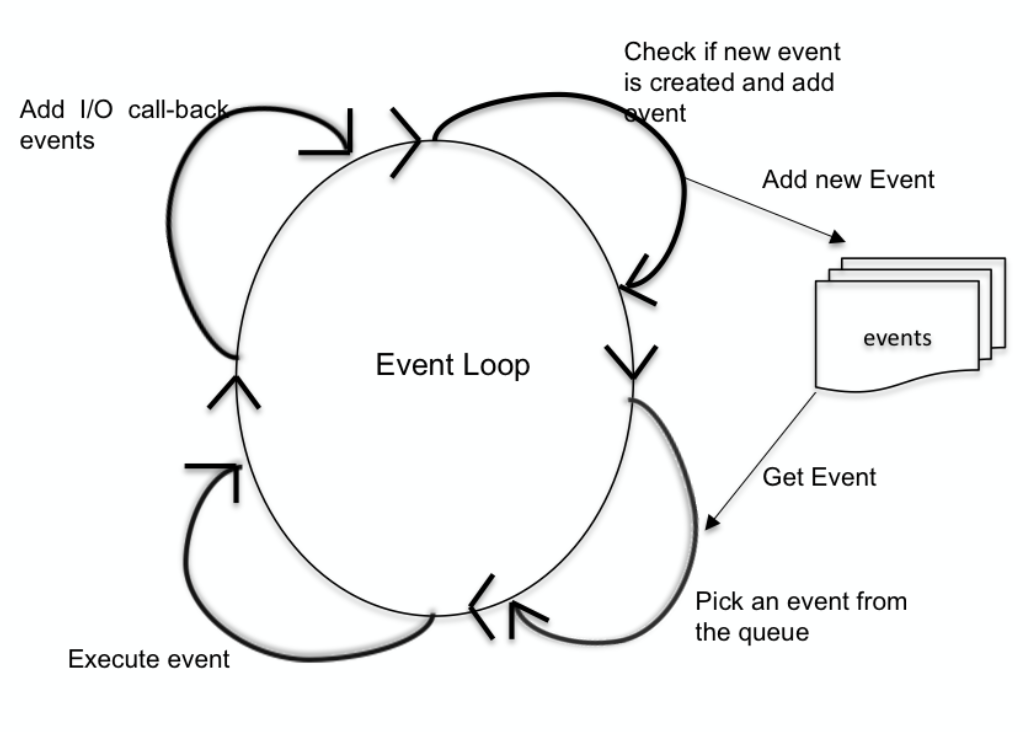 Check if new event
is created and add
event
Add I/O call-back
events
Add new Event
events
Event Loop
Get Event
Pick an event from
the queue
Execute event